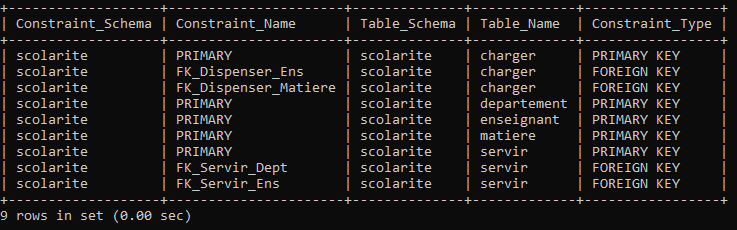 +-------------------+----------------------+--------------+-------------+-----------------+
| Constraint_Schema | Constraint_Name      | Table_Schema | Table_Name  | Constraint_Type |
+-------------------+----------------------+--------------+-------------+-----------------+
| scolarite         | PRIMARY              | scolarite    | charger     | PRIMARY KEY     |
| scolarite         | FK_Dispenser_Ens     | scolarite    | charger     | FOREIGN KEY     |
| scolarite         | FK_Dispenser_Matiere | scolarite    | charger     | FOREIGN KEY     |
| scolarite         | PRIMARY              | scolarite    | departement | PRIMARY KEY     |
| scolarite         | PRIMARY              | scolarite    | enseignant  | PRIMARY KEY     |
| scolarite         | PRIMARY              | scolarite    | matiere     | PRIMARY KEY     |
| scolarite         | PRIMARY              | scolarite    | servir      | PRIMARY KEY     |
| scolarite         | FK_Servir_Dept       | scolarite    | servir      | FOREIGN KEY     |
| scolarite         | FK_Servir_Ens        | scolarite    | servir      | FOREIGN KEY     |
+-------------------+----------------------+--------------+-------------+-----------------+
9 rows in set (0.00 sec)